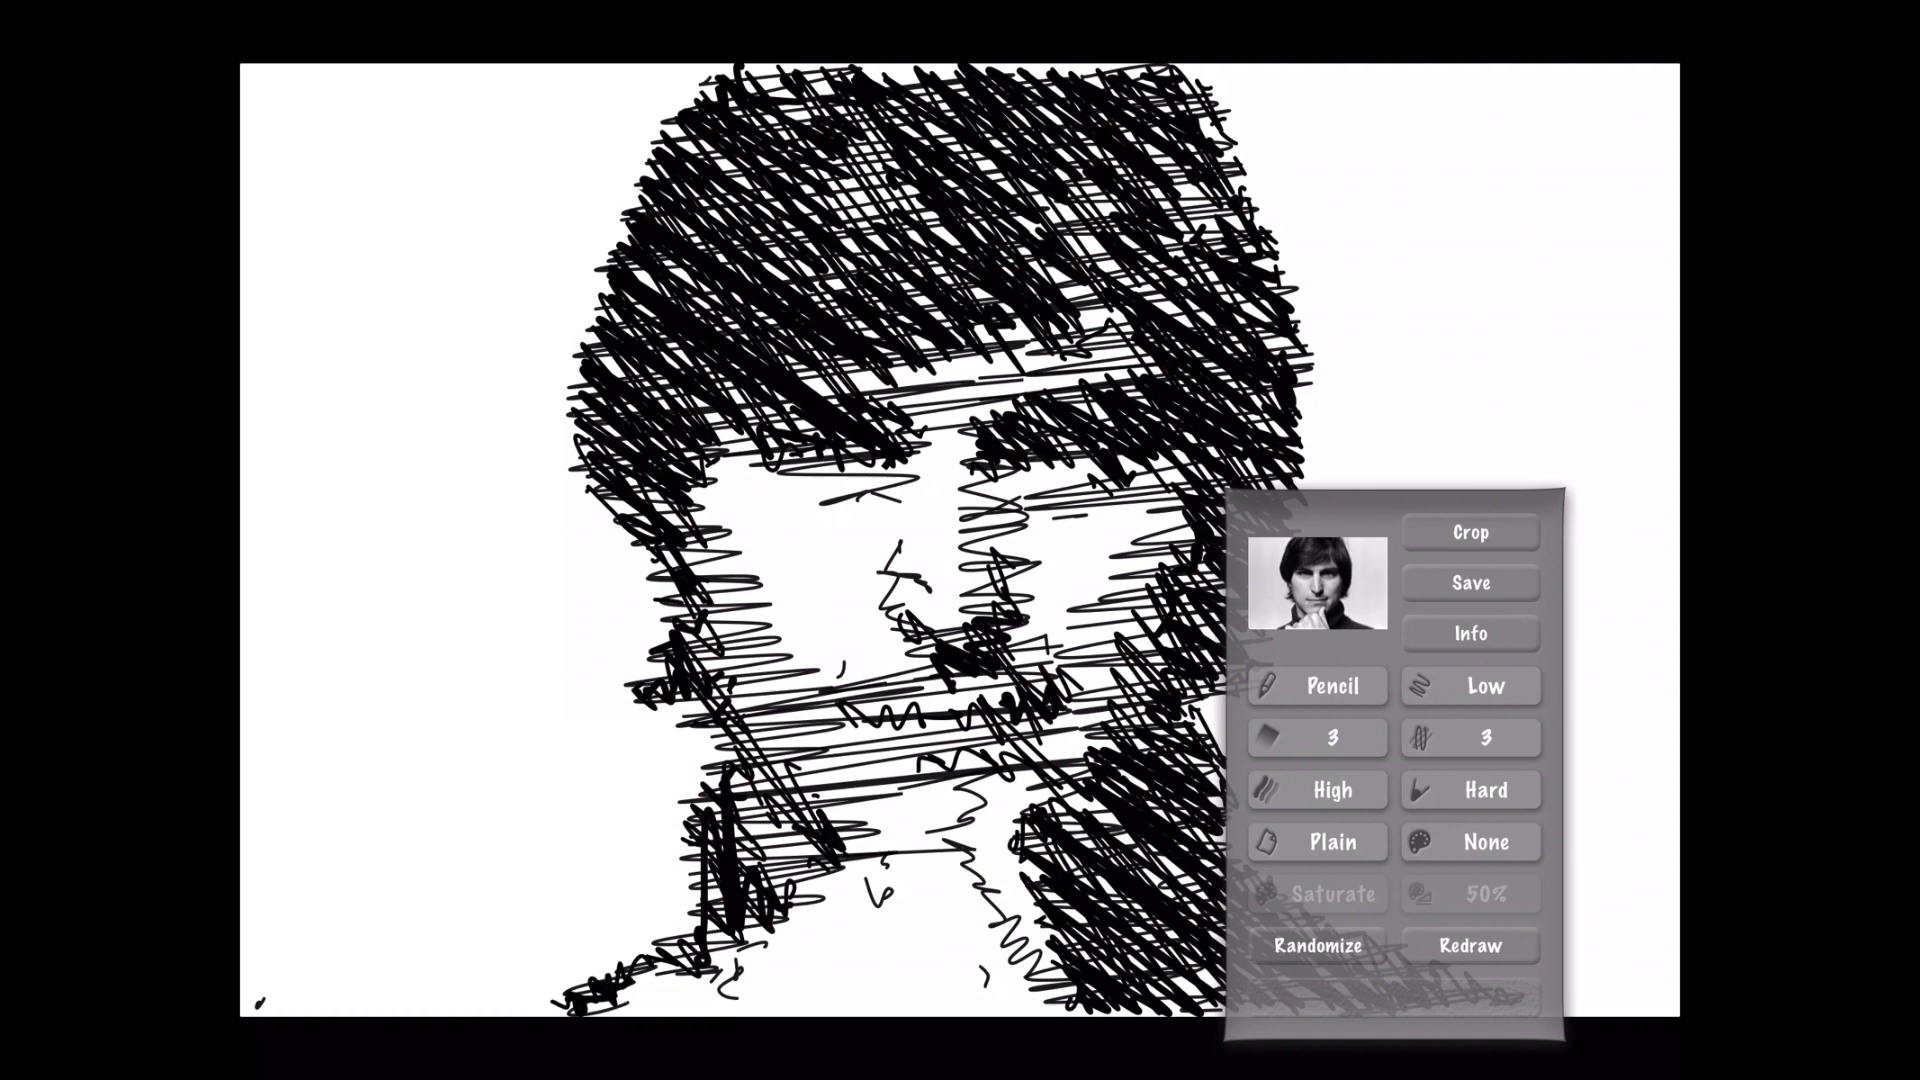 Crop
Save
Info
Pencil
Low
3
3
High
Hard
Plain
None
Saturate
50%
Randomize
Redraw